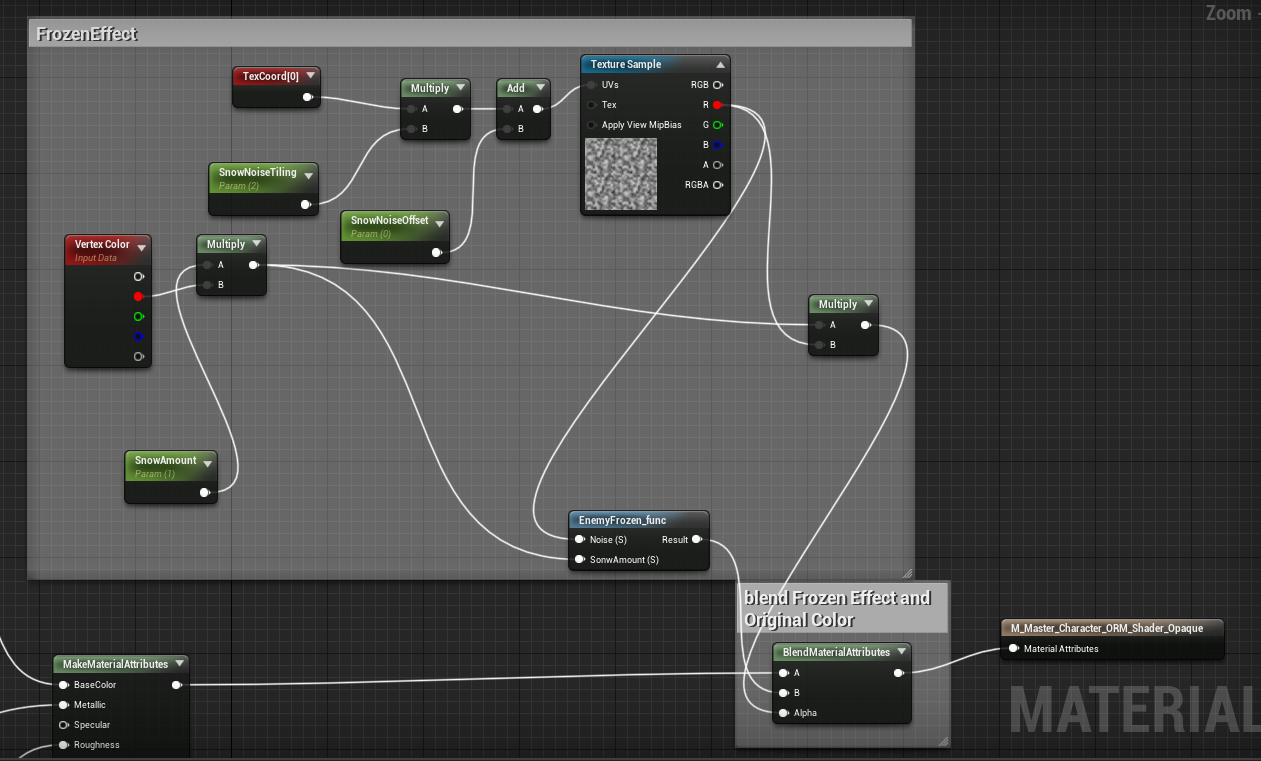 Zoom -
FrozenEffect
TexCoord[0]
Multiply
A
B
Add
A
B
Texture Sample
UVs
RGB
Tex
R
Apply View MipBias
G
B
A
RGBA
SnowNoiseTiling
Param (2)
SnowNoiseOffset
Param (0)
Vertex Color
Input Data
Multiply
A
B
Multiply
A
B
SnowAmount
Param (1)
EnemyFrozen_func
Noise (S)
Result
SonwAmount (S)
blend Frozen Effect and
Original Color
BlendMaterialAttributes
A
B
Alpha
M_Master_Character_ORM_Shader_Opaque
Material Attributes
MakeMaterialAttributes
BaseColor
Metallic
Specular
Roughness
MATERIAL